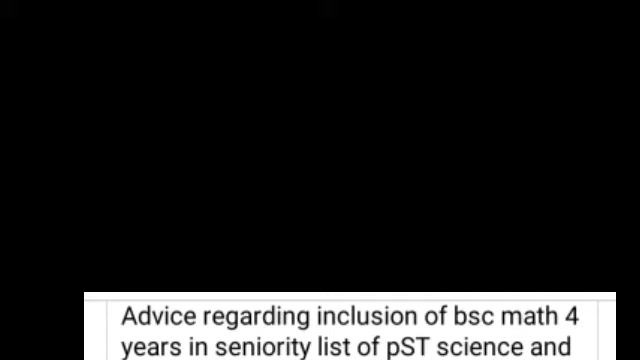 Advice regarding inclusion of bsc math 4
years in seniority list of pST science and